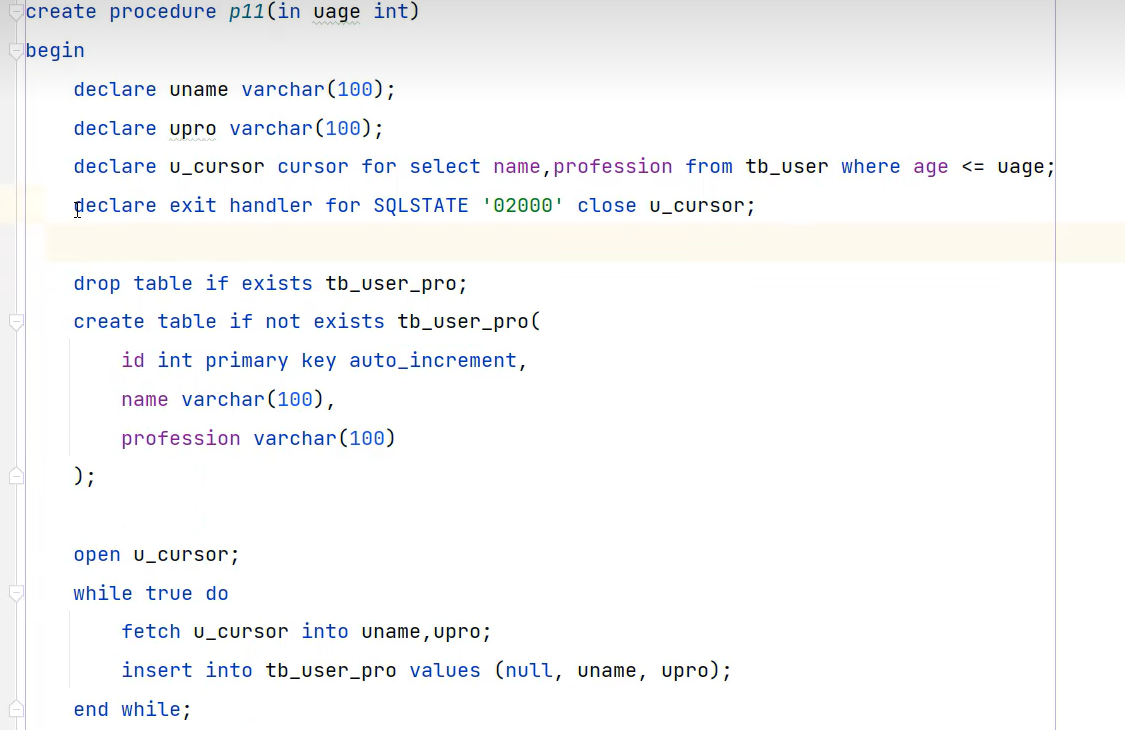 create procedure p11(in uage int)
begin
    declare uname varchar(100);
    declare upro varchar(100);
    declare u_cursor cursor for select name,profession from tb_user where age <= uage;
    declare exit handler for SQLSTATE '02000' close u_cursor;

    drop table if exists tb_user_pro;
    create table if not exists tb_user_pro(
        id int primary key auto_increment,
        name varchar(100),
        profession varchar(100)
    );

    open u_cursor;
    while true do
        fetch u_cursor into uname,upro;
        insert into tb_user_pro values (null, uname, upro);
    end while;